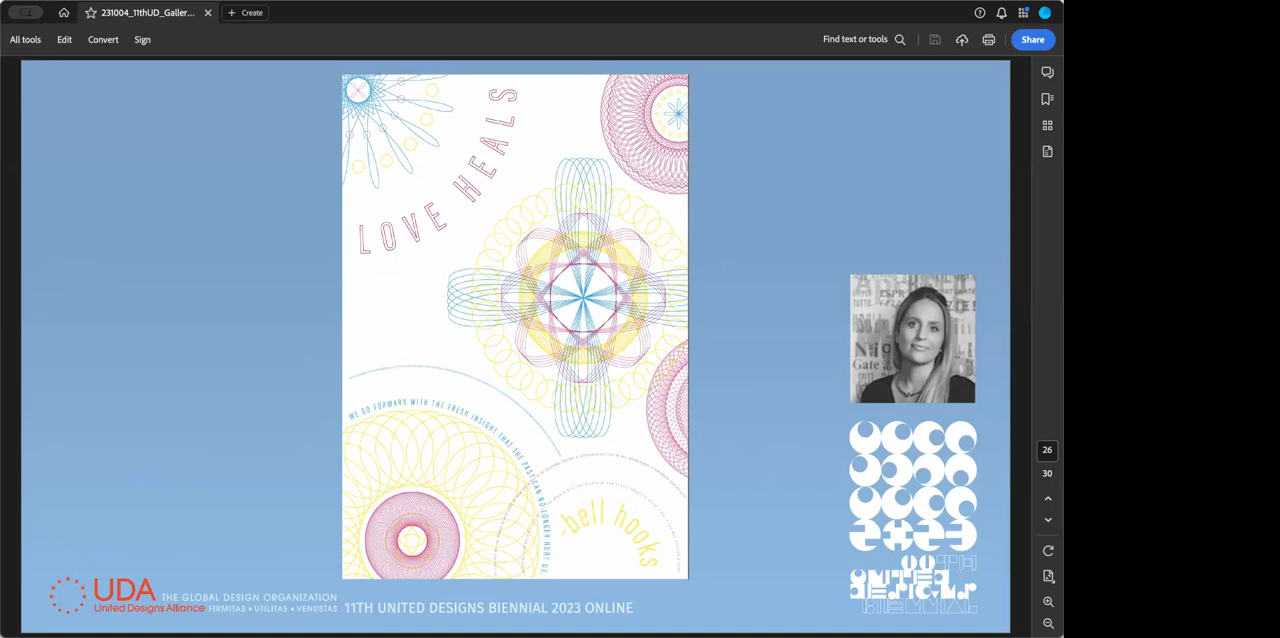 231004_11thUD_Galler...
Create
All tools
Edit
Convert
Sign
Find text or tools
Share
LOVE HEALS
WE GO FORWARD WITH THE FRESH INSIGHT THAT THE PAST CAN NO LONGER HURT US.
-bell hooks
26
30
2023
UDA THE GLOBAL DESIGN ORGANIZATION
United Designs Alliance FIRMITAS • UTILITAS • VENUSTAS
11TH UNITED DESIGNS BIENNIAL 2023 ONLINE